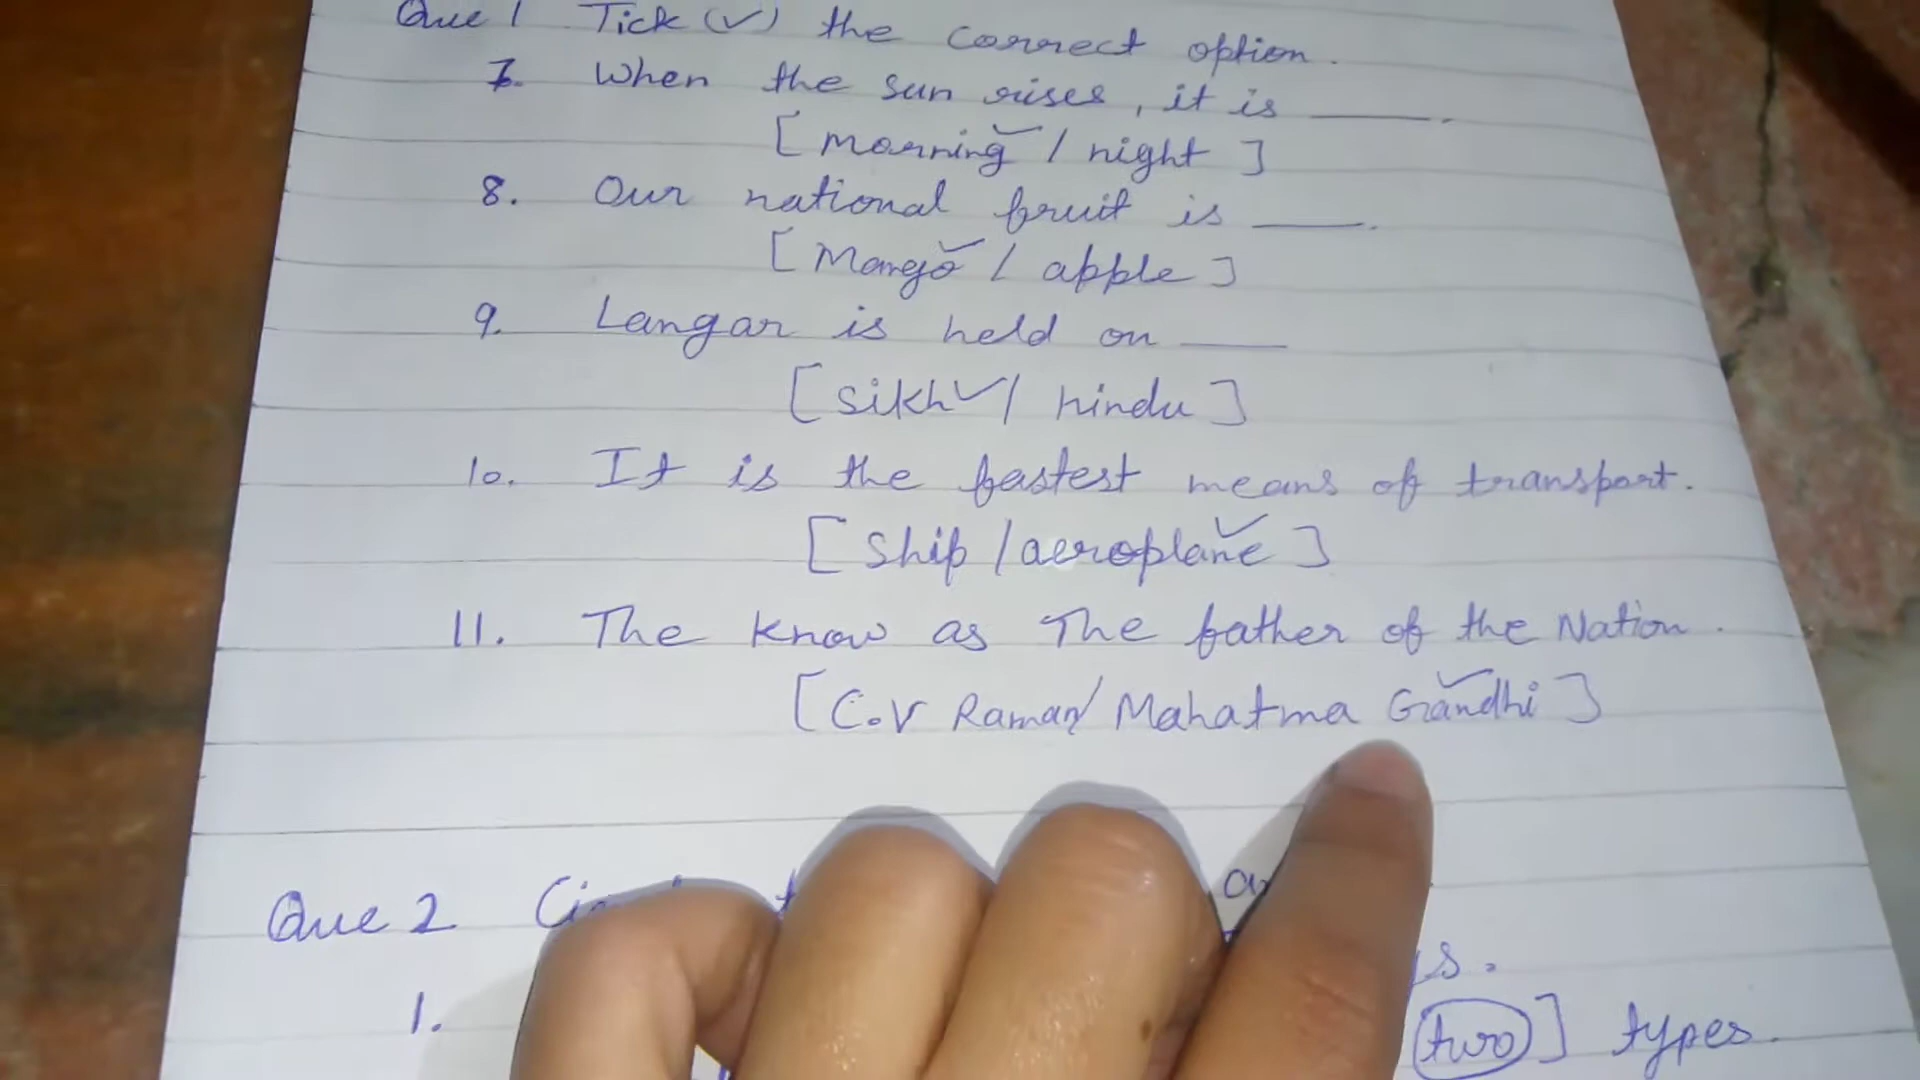 Que 1 Tick (✓) the correct option.
7. When the sun rises, it is ____.
[morning ✓ / night ]
8. Our national fruit is ____.
[Mango ✓ / apple]
9. Langar is held on ____
[sikh ✓ / hindu ]
10. It is the fastest means of transport.
[ship / aeroplane ✓ ]
11. The know as The father of the Nation.
[C.V Raman / Mahatma Gandhi ✓ ]
Que 2
1.
two ] types.